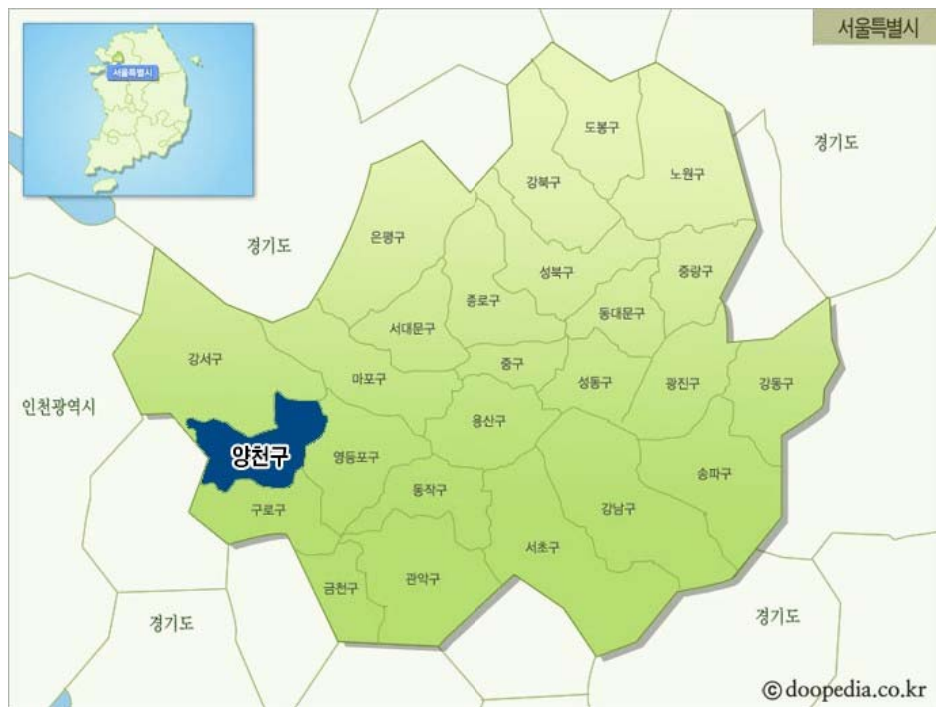 서울특별시
서울특별시
도봉구
경기도
노원구
강북구
은평구
경기도
성북구
중랑구
종로구
동대문구
서대문구
강서구
중구
마포구
성동구
광진구
강동구
인천광역시
용산구
양천구
영등포구
송파구
동작구
구로구
강남구
서초구
관악구
금천구
경기도
경기도
©doopedia.co.kr